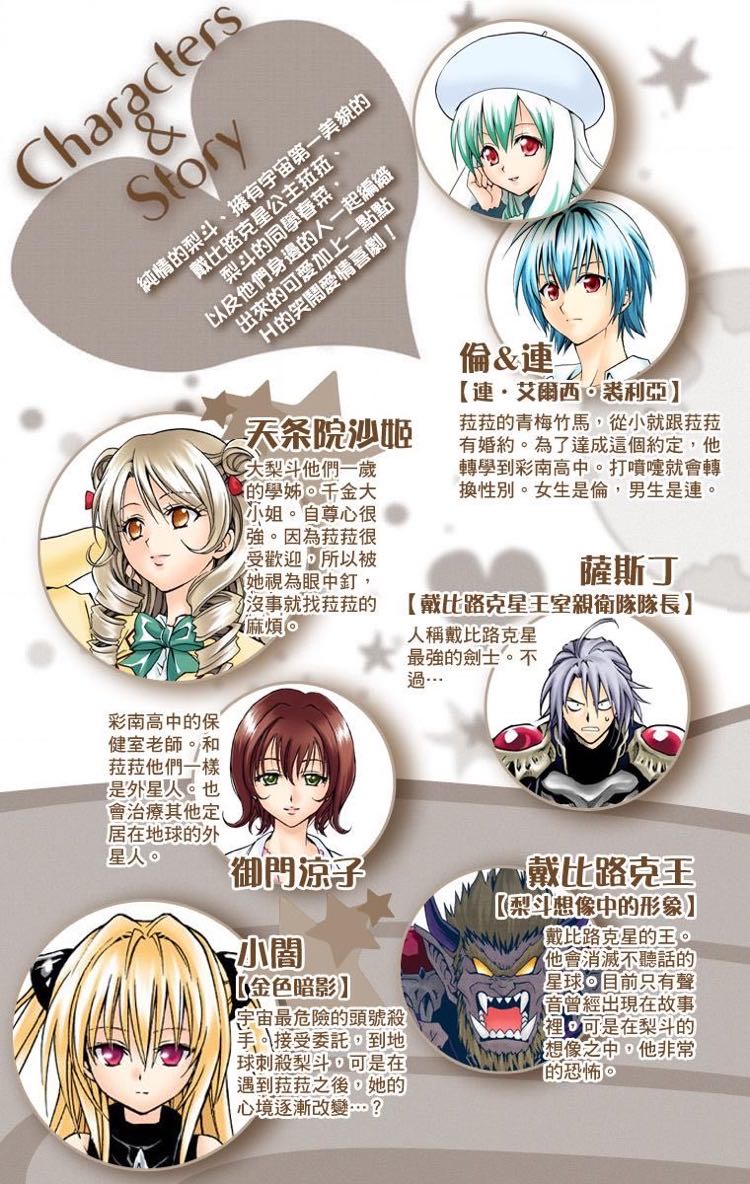 Characters
&
Story
純情的梨斗、擁有宇宙第一美貌的
戴比路克星公主菈菈、
梨斗的同學春菜，
以及他們身邊的人一起編織
出來的可愛加上一點點
H的笑鬧愛情喜劇！
倫&連
【連・艾爾西・裘利亞】
菈菈的青梅竹馬，從小就跟菈菈
有婚約。為了達成這個約定，他
轉學到彩南高中。打噴嚏就會轉
換性別。女生是倫，男生是連。
天条院沙姬
大梨斗他們一歲
的學姊。千金大
小姐。自尊心很
強。因為菈菈很
受歡迎，所以被
她視為眼中釘，
沒事就找菈菈的
麻煩。
薩斯丁
【戴比路克星王室親衛隊隊長】
人稱戴比路克星
最強的劍士。不
過…
彩南高中的保
健室老師。和
菈菈他們一樣
是外星人。也
會治療其他定
居在地球的外
星人。
御門涼子
戴比路克王
【梨斗想像中的形象】
戴比路克星的王。
他會消滅不聽話的
星球。目前只有聲
音曾經出現在故事
裡，可是在梨斗的
想像之中，他非常
的恐怖。
小闇
【金色暗影】
宇宙最危險的頭號殺
手。接受委託，到地
球刺殺梨斗，可是在
遇到菈菈之後，她的
心境逐漸改變…？